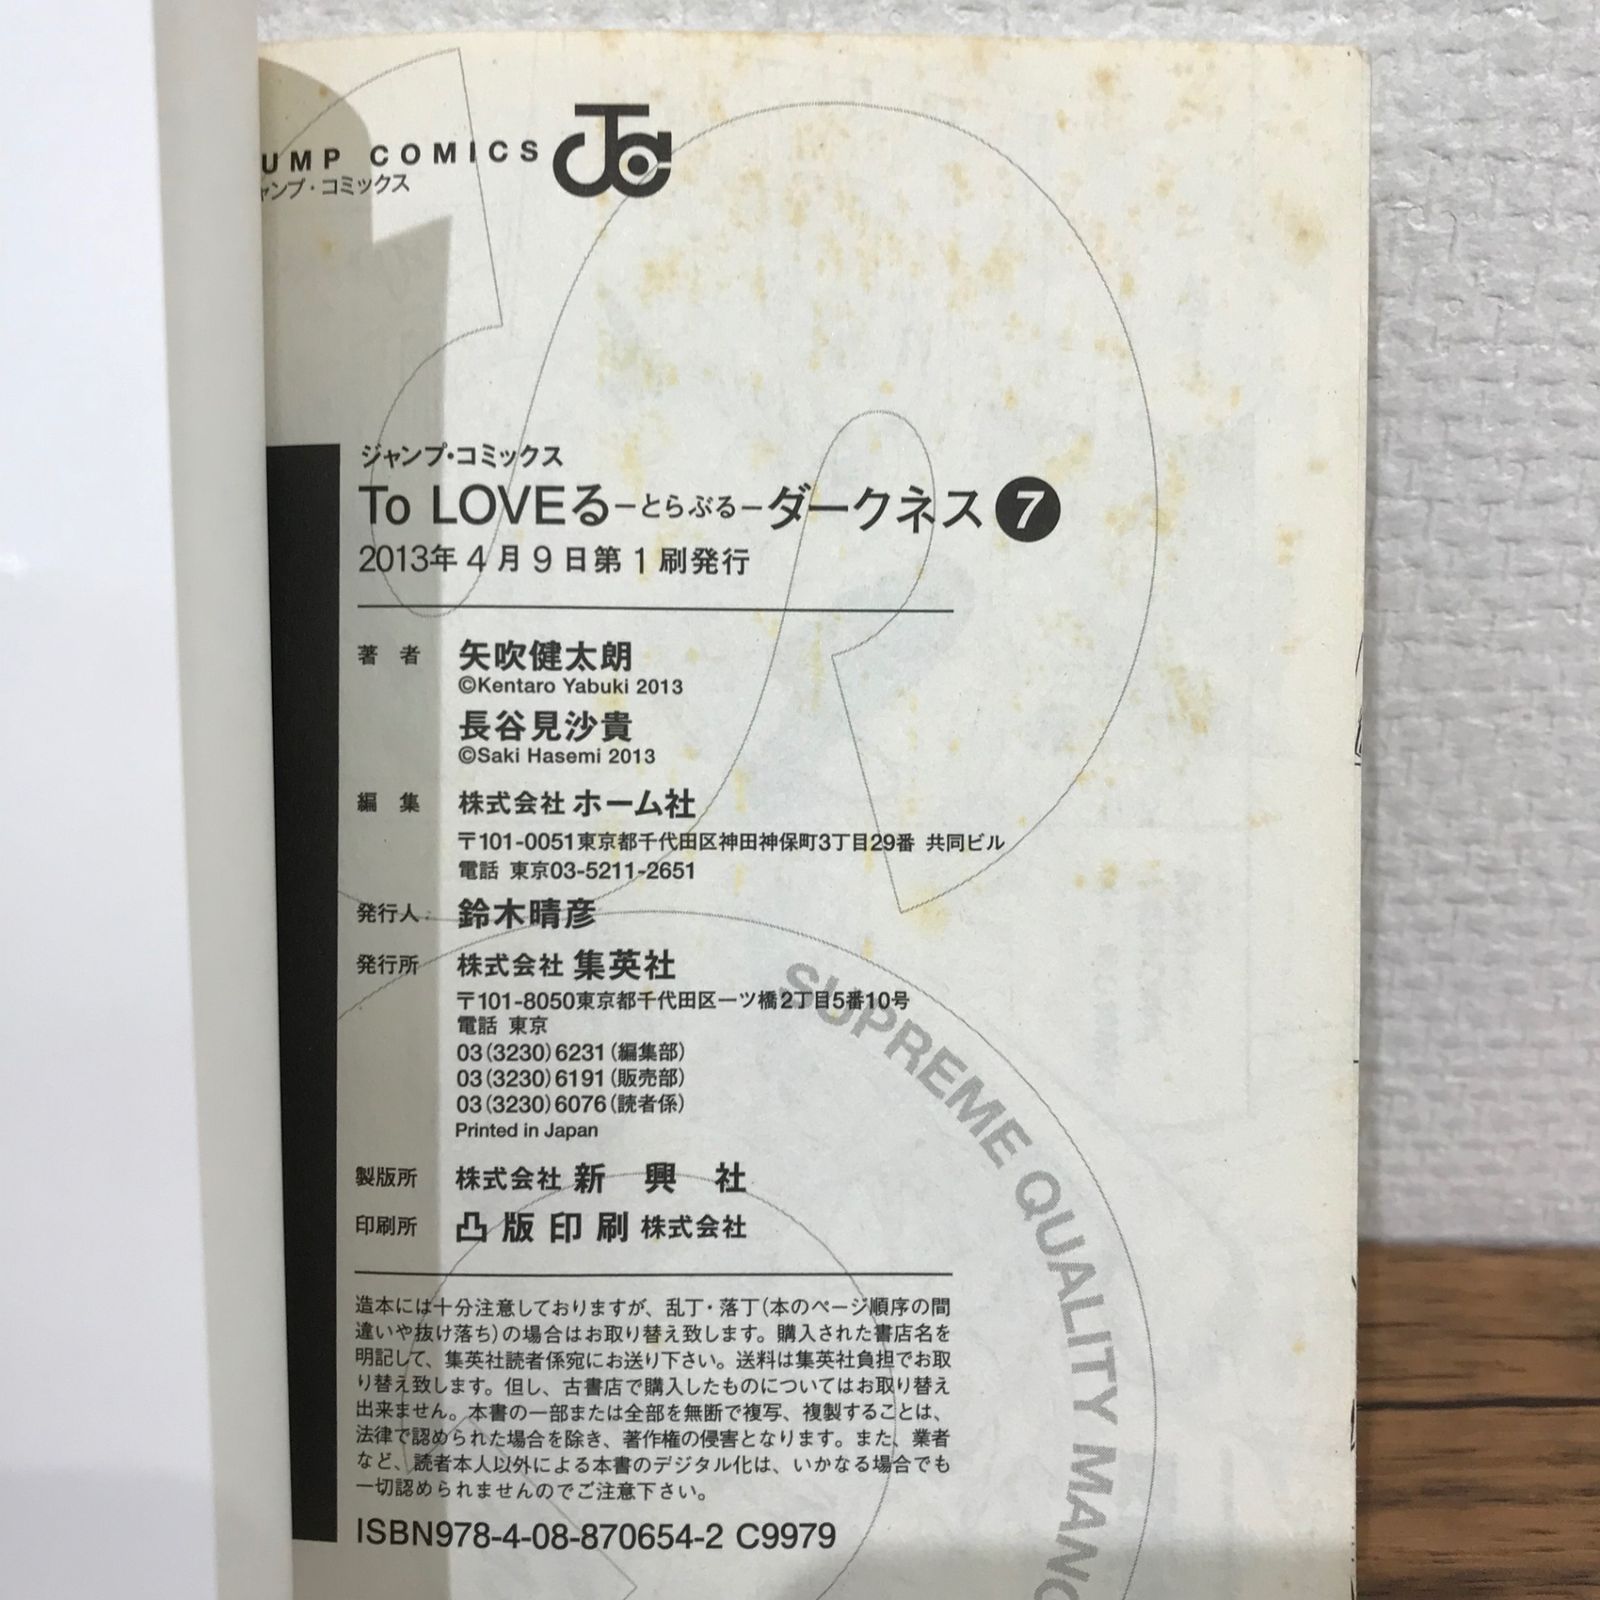 UMP COMICS
ャンプ・コミックス
ジャンプ・コミックス
To LOVEる—とらぶる—ダークネス 7
2013年4月9日第1刷発行
著 者 矢吹健太朗
©Kentaro Yabuki 2013
長谷見沙貴
©Saki Hasemi 2013
編 集 株式会社 ホーム社
〒101-0051東京都千代田区神田神保町3丁目29番 共同ビル
電話 東京03-5211-2651
発行人 鈴木晴彦
発行所 株式会社 集英社
〒101-8050東京都千代田区一ツ橋2丁目5番10号
電話 東京
03(3230)6231(編集部)
03(3230)6191(販売部)
03(3230)6076(読者係)
Printed in Japan
製版所 株式会社 新興社
印刷所 凸版印刷 株式会社
造本には十分注意しておりますが、乱丁・落丁(本のページ順序の間
違いや抜け落ち)の場合はお取り替え致します。購入された書店名を
明記して、集英社読者係宛にお送り下さい。送料は集英社負担でお取
り替え致します。但し、古書店で購入したものについてはお取り替え
出来ません。本書の一部または全部を無断で複写、複製することは、
法律で認められた場合を除き、著作権の侵害となります。また、業者
など、読者本人以外による本書のデジタル化は、いかなる場合でも
一切認められませんのでご注意下さい。
ISBN978-4-08-870654-2 C9979
SUPREME QUALITY MANG